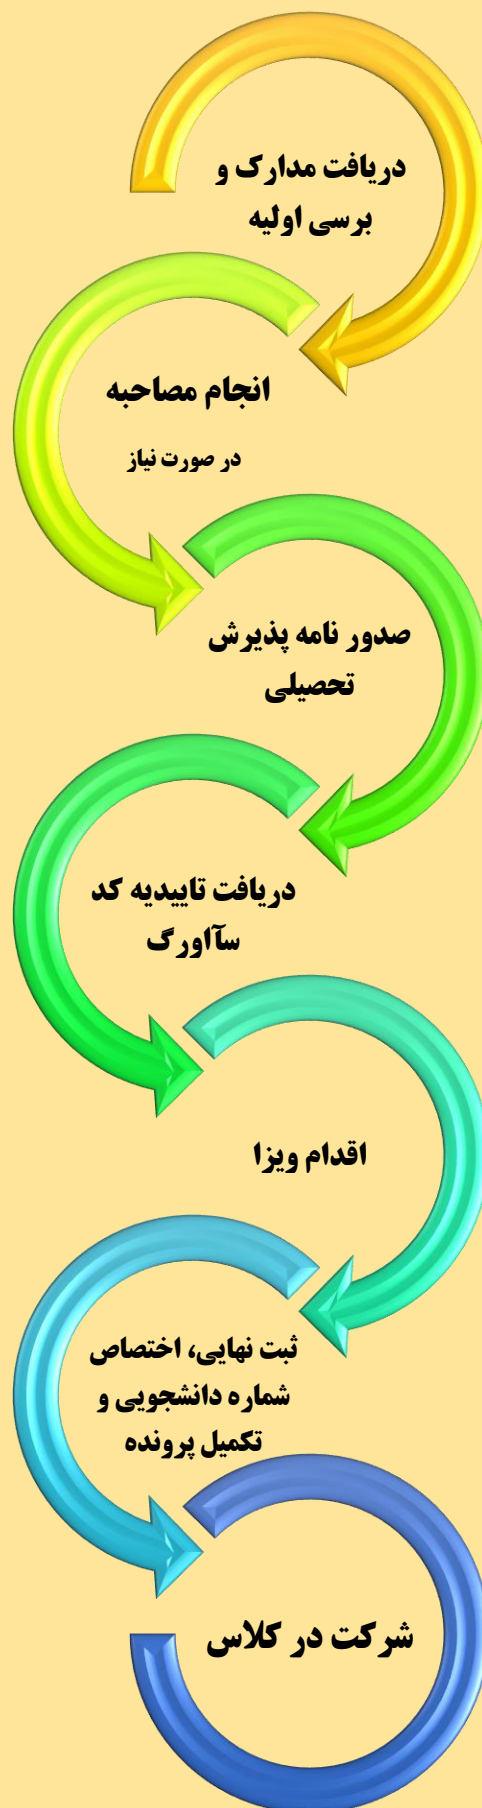 دریافت مدارک و
برسی اولیه
انجام مصاحبه
در صورت نیاز
صدور نامه پذیرش
تحصیلی
دریافت تاییدیه کد
سآاورگ
اقدام ویزا
ثبت نهایی، اختصاص
شماره دانشجویی و
تکمیل پرونده
شرکت در کلاس